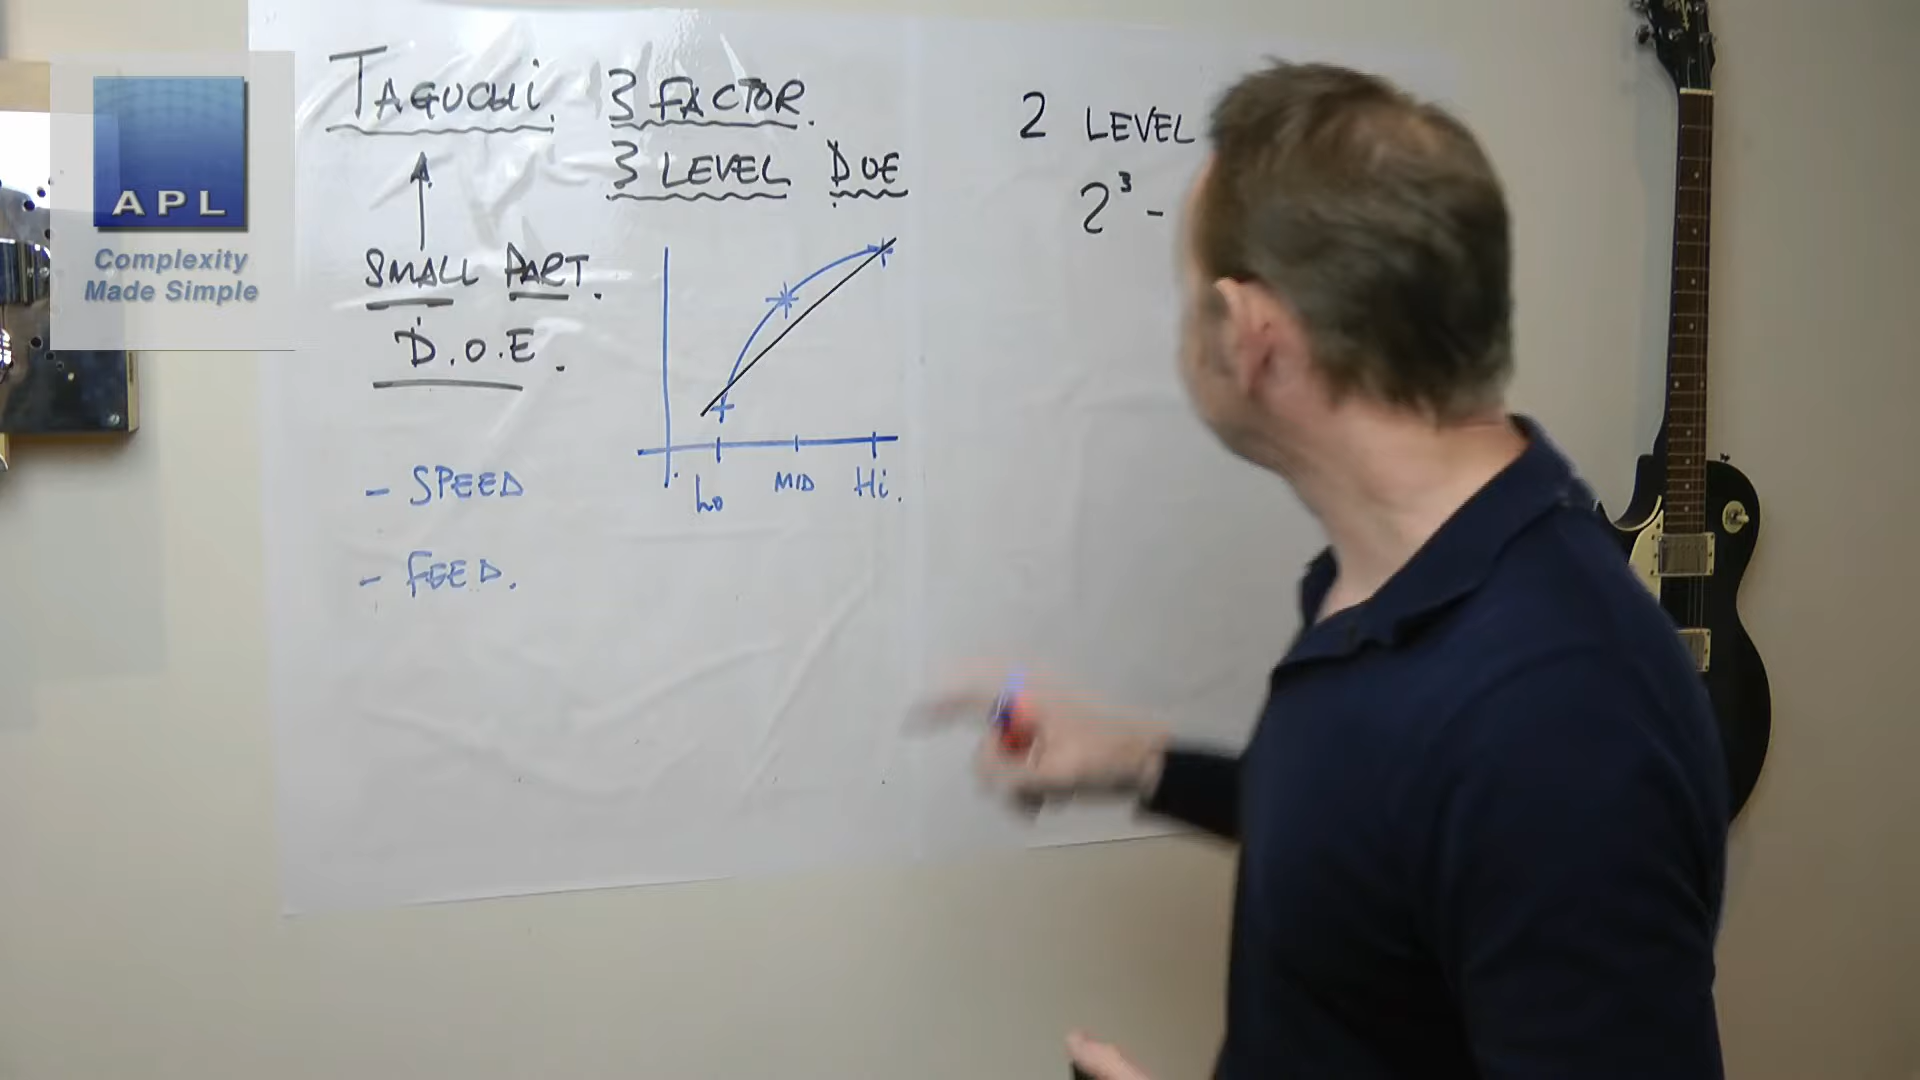 APL
Complexity
Made Simple
TAGUCHI
SMALL PART.
D.O.E.
- SPEED
- FEED.
3 FACTOR.
3 LEVEL DOE
Lo MID Hi.
2 LEVEL
2³ -